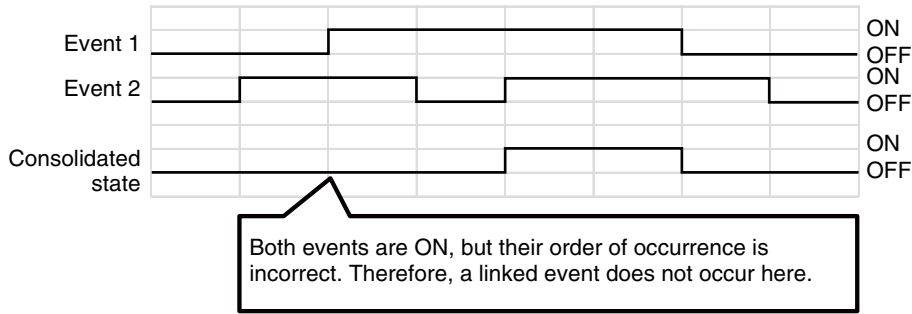 Event 1
ON
OFF
Event 2
ON
OFF
Consolidated
state
ON
OFF
Both events are ON, but their order of occurrence is
incorrect. Therefore, a linked event does not occur here.